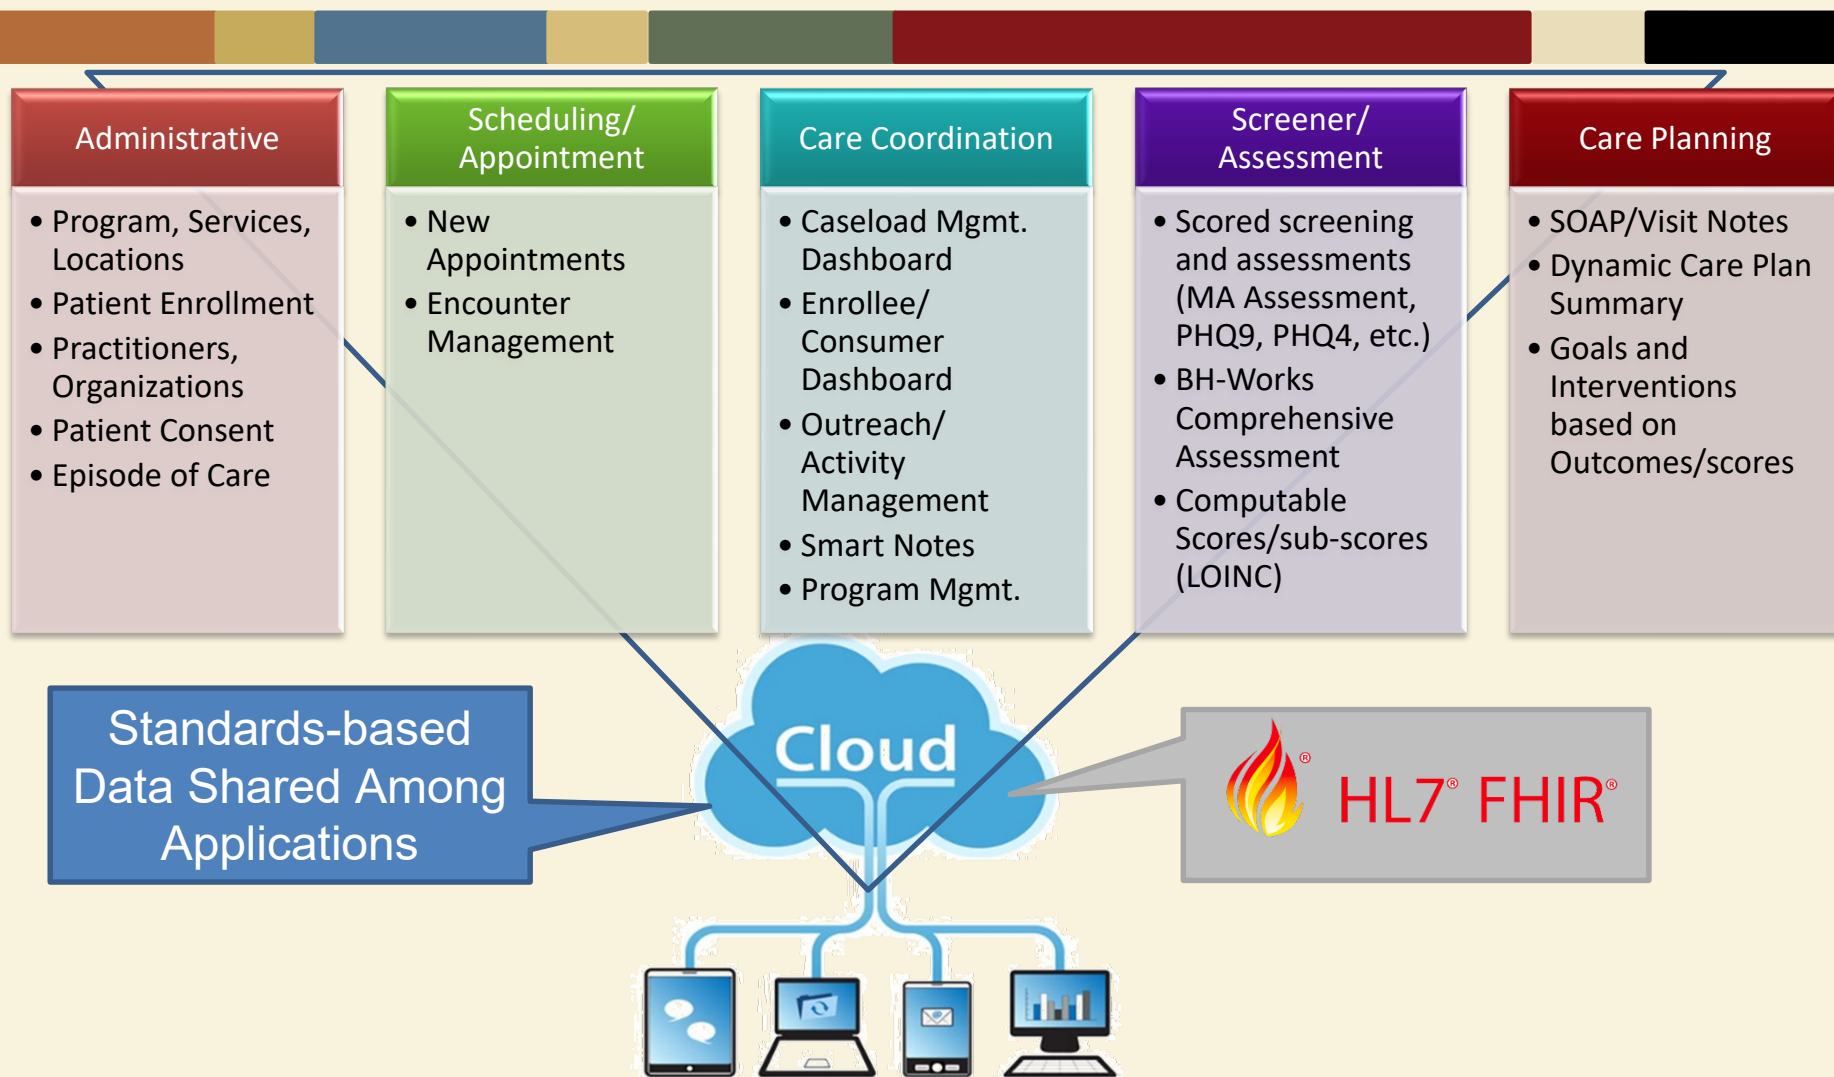 Administrative
• Program, Services,
Locations
• Patient Enrollment
• Practitioners,
Organizations
• Patient Consent
• Episode of Care
Scheduling/
Appointment
• New
Appointments
• Encounter
Management
Care Coordination
• Caseload Mgmt.
Dashboard
• Enrollee/
Consumer
Dashboard
• Outreach/
Activity
Management
• Smart Notes
• Program Mgmt.
Screener/
Assessment
• Scored screening
and assessments
(MA Assessment,
PHQ9, PHQ4, etc.)
• BH-Works
Comprehensive
Assessment
• Computable
Scores/sub-scores
(LOINC)
Care Planning
• SOAP/Visit Notes
• Dynamic Care Plan
Summary
• Goals and
Interventions
based on
Outcomes/scores
Standards-based
Data Shared Among
Applications
Cloud
® HL7® FHIR®